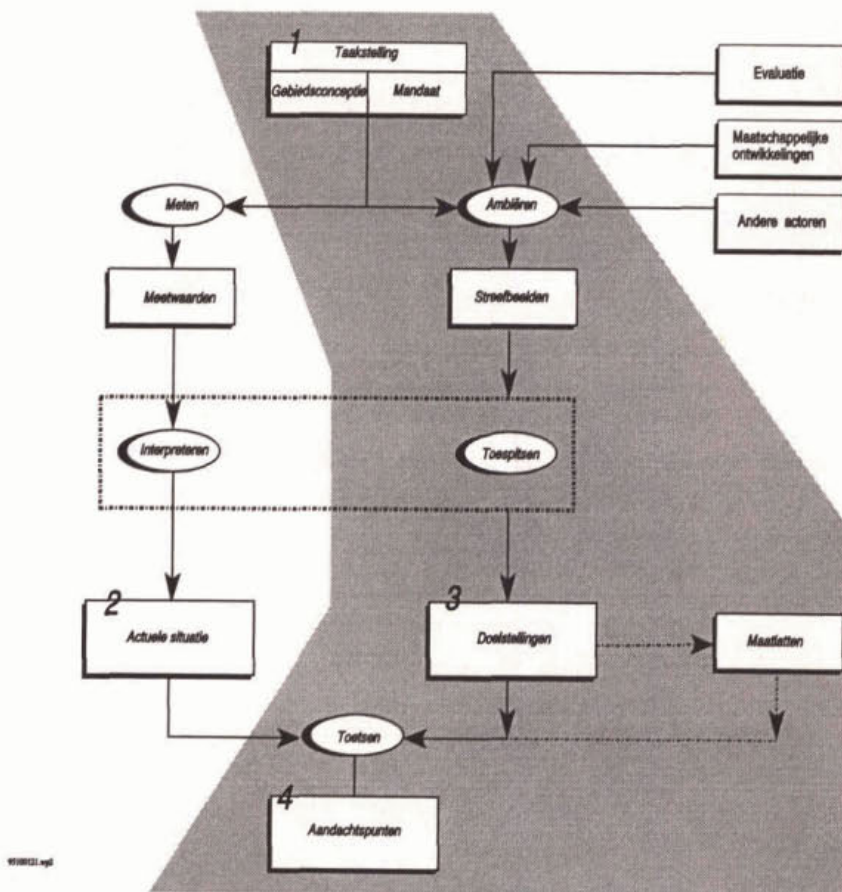 1
Taakstelling
Gebiedsconceptie
Mandaat
Evaluatie
Maatschappelijke
ontwikkelingen
Andere actoren
Meten
Ambiëren
Meetwaarden
Streefbeelden
Interpreteren
Toespitsen
2
Actuele situatie
3
Doelstellingen
Maatlatten
Toetsen
4
Aandachtspunten